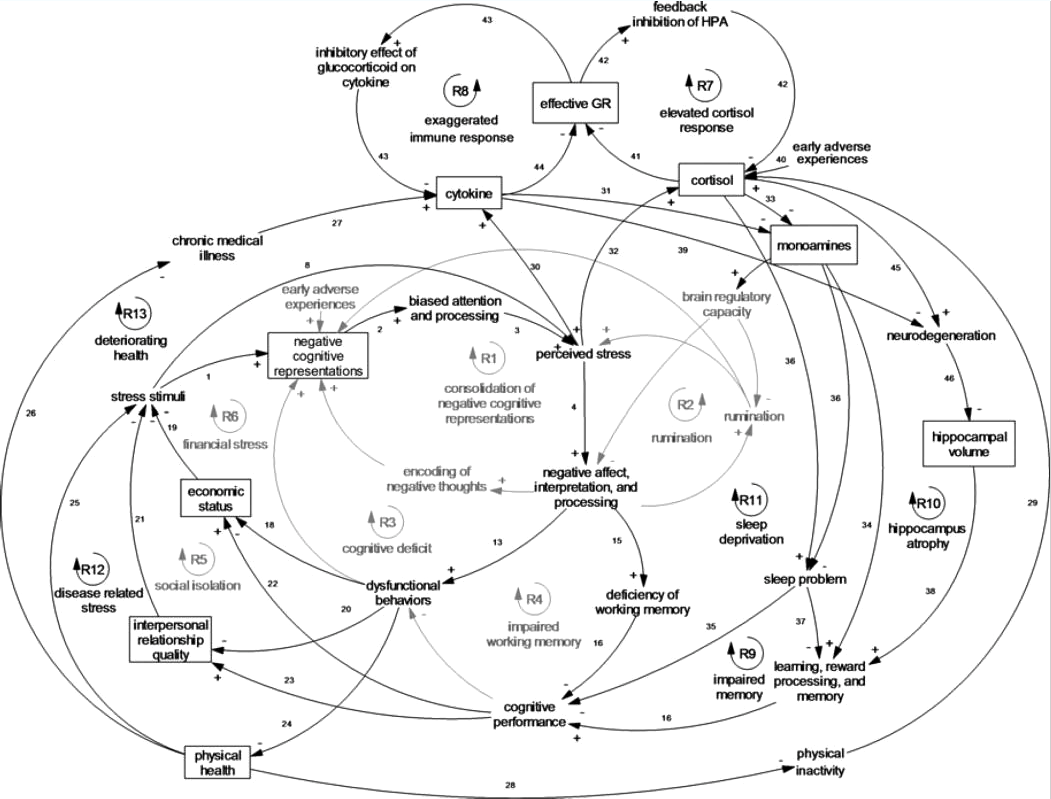 feedback
inhibition of HPA
43
+
inhibitory effect of
glucocorticoid on
cytokine
+
42
R8
exaggerated
immune response
effective GR
R7
elevated cortisol
response
42
-
-
43
44
41
-
40
early adverse
experiences
-
+
cytokine
31
+
cortisol
+
33
-
-
monoamines
27
chronic medical
illness
-
+
30
32
39
45
8
early adverse
experiences
+
biased attention
and processing
+
2
3
+
brain regulatory
capacity
R13
deteriorating
health
negative
cognitive
representations
+
+
+
perceived stress
-
+
neurodegeneration
R1
consolidation of
negative cognitive
representations
36
46
1
+
+
stress stimuli
-
-
-
19
R6
financial stress
4
R2
rumination
-
rumination
+
36
-
hippocampal
volume
26
encoding of
negative thoughts
+
+
-
negative affect,
interpretation, and
processing
economic
status
+
-
25
21
18
R3
cognitive deficit
R11
sleep
deprivation
34
R10
hippocampus
atrophy
29
13
15
R12
disease related
stress
R5
social isolation
22
+
dysfunctional
behaviors
-
+
deficiency of
working memory
+
-
sleep problem
38
20
R4
impaired
working memory
35
37
interpersonal
relationship
quality
-
+
16
R9
impaired
memory
-
+
+
learning, reward
processing, and
memory
23
-
-
+
cognitive
performance
16
24
-
physical
health
-
physical
inactivity
28